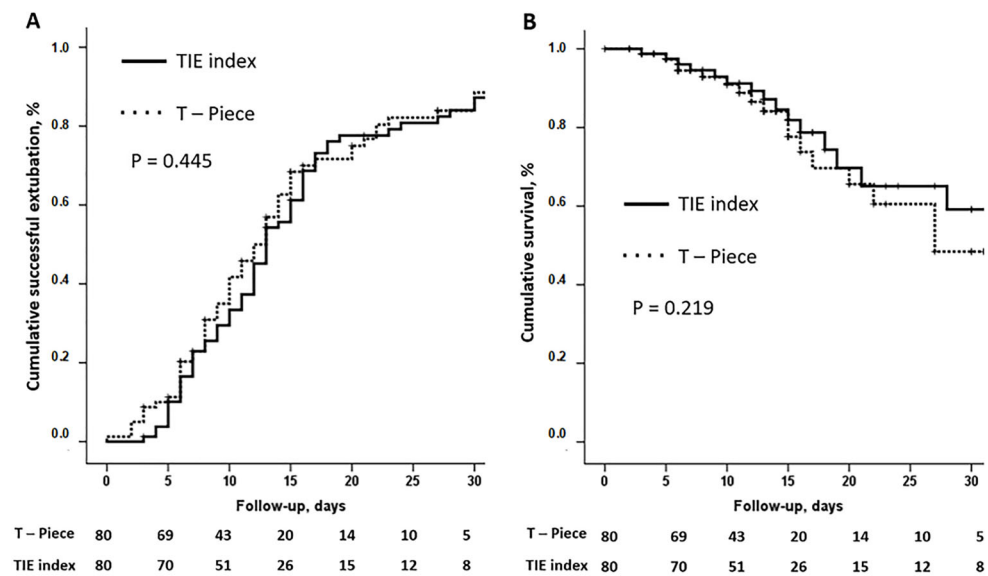 A
Cumulative successful extubation, %
1.0
0.8
0.6
0.4
0.2
0.0
TIE index
T – Piece
P = 0.445
0 5 10 15 20 25 30
Follow-up, days
T – Piece 80 69 43 20 14 10 5
TIE index 80 70 51 26 15 12 8
B
Cumulative survival, %
1.0
0.8
0.6
0.4
0.2
0.0
TIE index
T – Piece
P = 0.219
0 5 10 15 20 25 30
Follow-up, days
T – Piece 80 69 43 20 14 10 5
TIE index 80 70 51 26 15 12 8